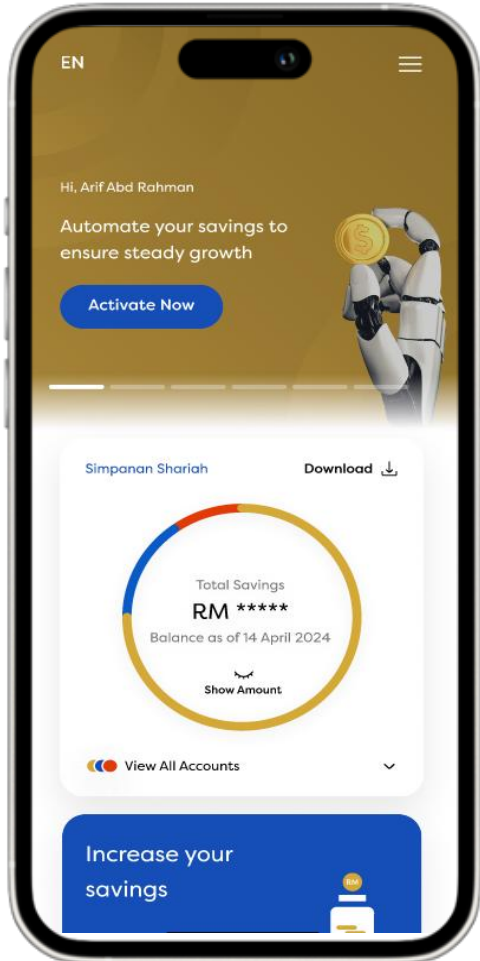 EN
Hi, Arif Abd Rahman
Automate your savings to
ensure steady growth
Activate Now
Simpanan Shariah
Download
Total Savings
RM *****
Balance as of 14 April 2024
Show Amount
View All Accounts
Increase your
savings
RM